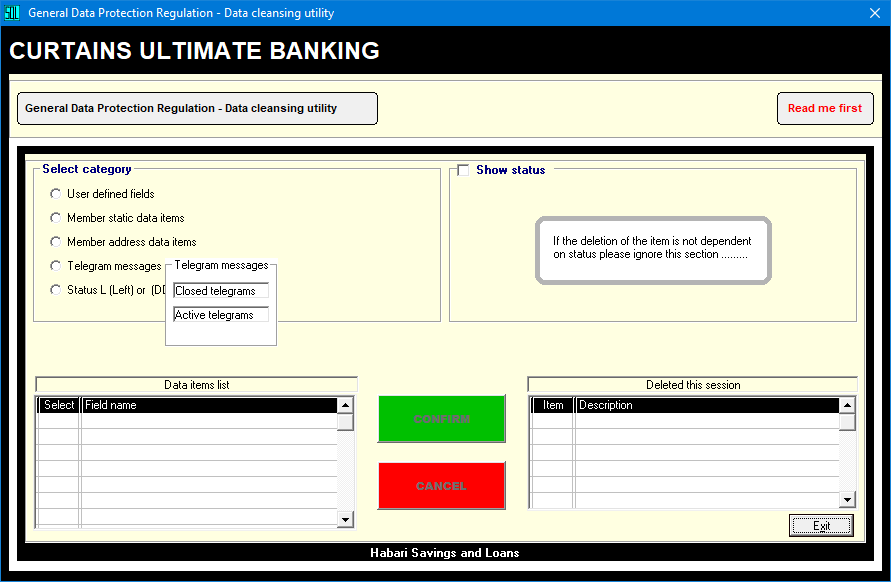 General Data Protection Regulation - Data cleansing utility
CURTAINS ULTIMATE BANKING
General Data Protection Regulation - Data cleansing utility
Read me first
Select category
User defined fields
Member static data items
Member address data items
Telegram messages
Status L (Left) or
Telegram messages
Closed telegrams
Active telegrams
Show status
If the deletion of the item is not dependent
on status please ignore this section .........
Data items list
Select Field name
CONFIRM
CANCEL
Deleted this session
Item Description
Exit
Habari Savings and Loans